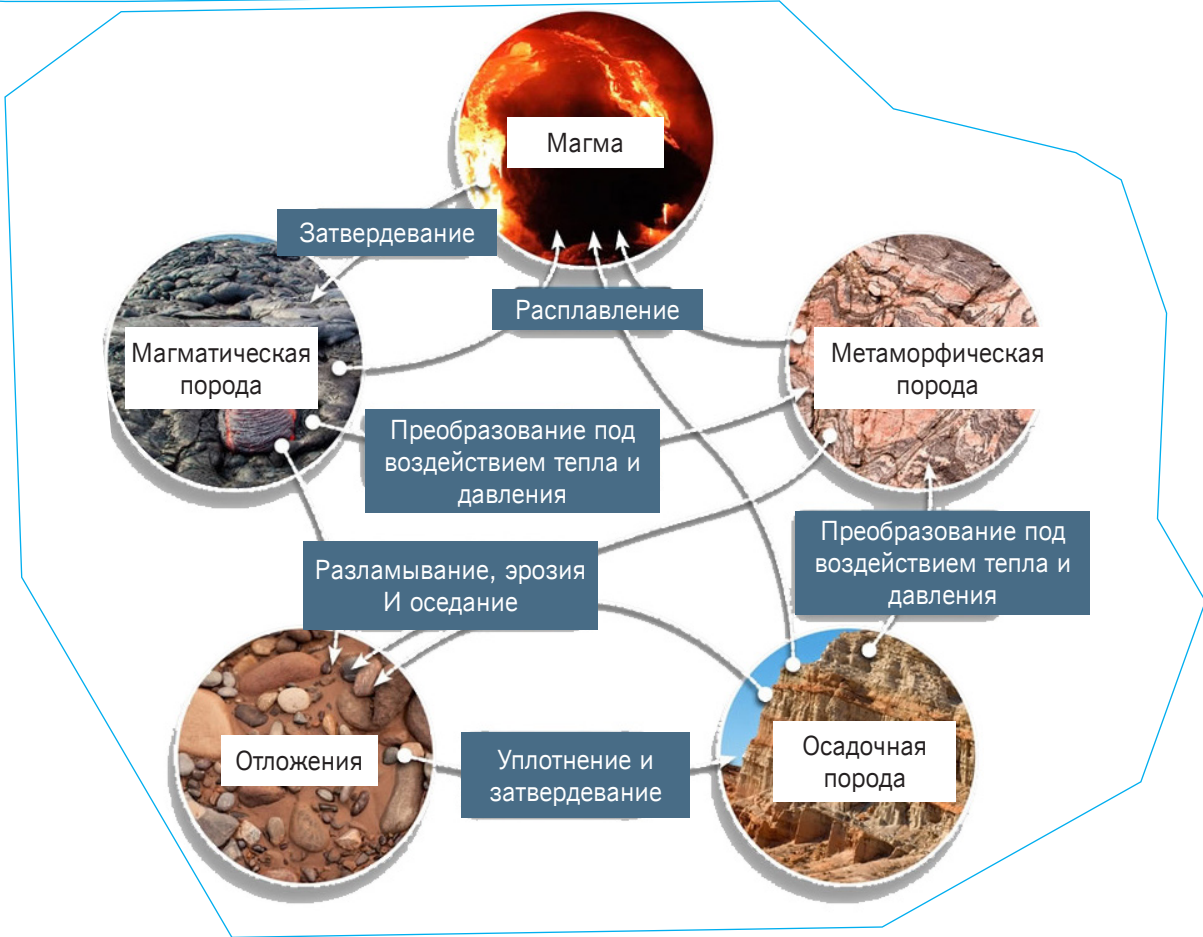 Магма
Затвердевание
Расплавление
Магматическая
порода
Метаморфическая
порода
Преобразование под
воздействием тепла и
давления
Преобразование под
воздействием тепла и
давления
Разламывание, эрозия
И оседание
Отложения
Уплотнение и
затвердевание
Осадочная
порода